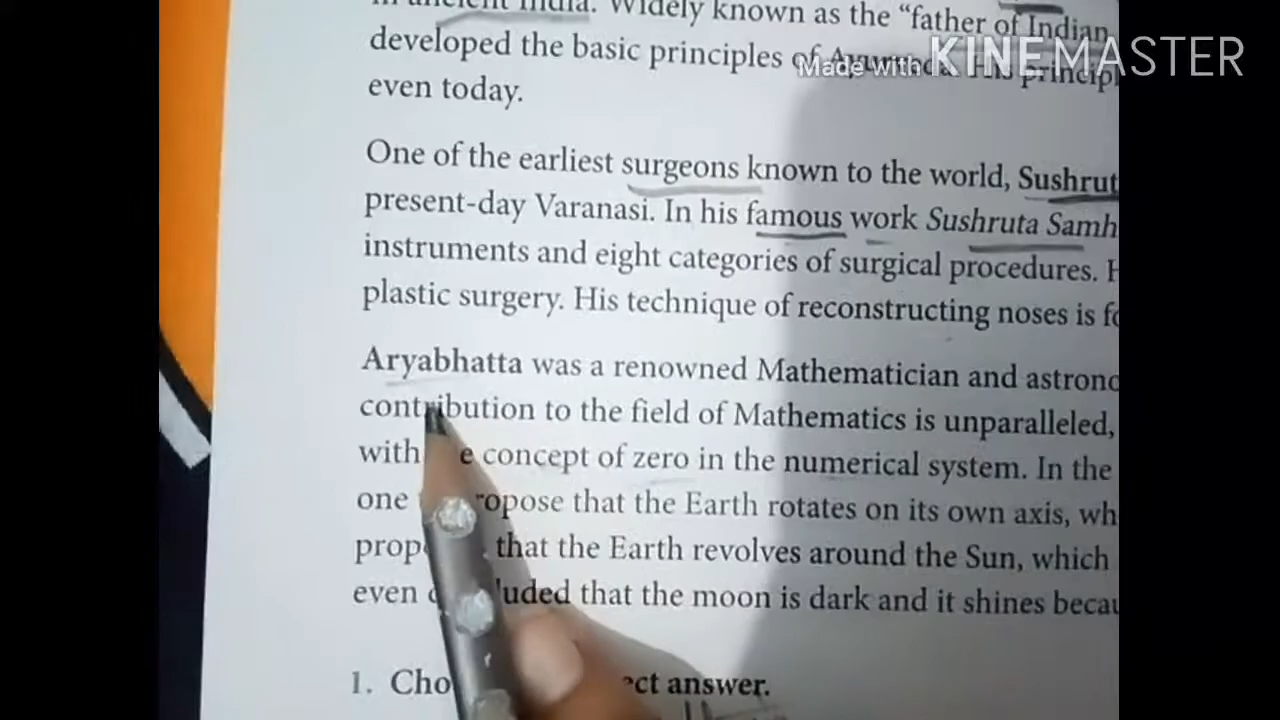 in ancient India. Widely known as the “father of Indian
developed the basic principles of Ayurveda. His principl
even today.
Made with KINEMASTER
One of the earliest surgeons known to the world, Sushrut
present-day Varanasi. In his famous work Sushruta Samh
instruments and eight categories of surgical procedures. H
plastic surgery. His technique of reconstructing noses is fo
Aryabhatta was a renowned Mathematician and astrono
contribution to the field of Mathematics is unparalleled,
with e concept of zero in the numerical system. In the
one ropose that the Earth rotates on its own axis, wh
prop that the Earth revolves around the Sun, which
even c luded that the moon is dark and it shines becau
1. Cho ect answer.